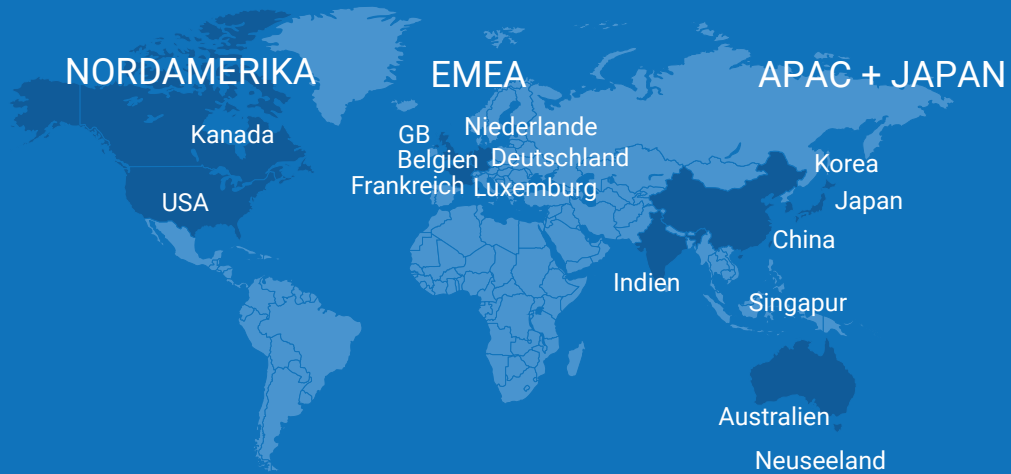 NORDAMERIKA
Kanada
USA
EMEA
GB
Niederlande
Belgien
Deutschland
Frankreich
Luxemburg
APAC + JAPAN
Korea
Japan
China
Indien
Singapur
Australien
Neuseeland